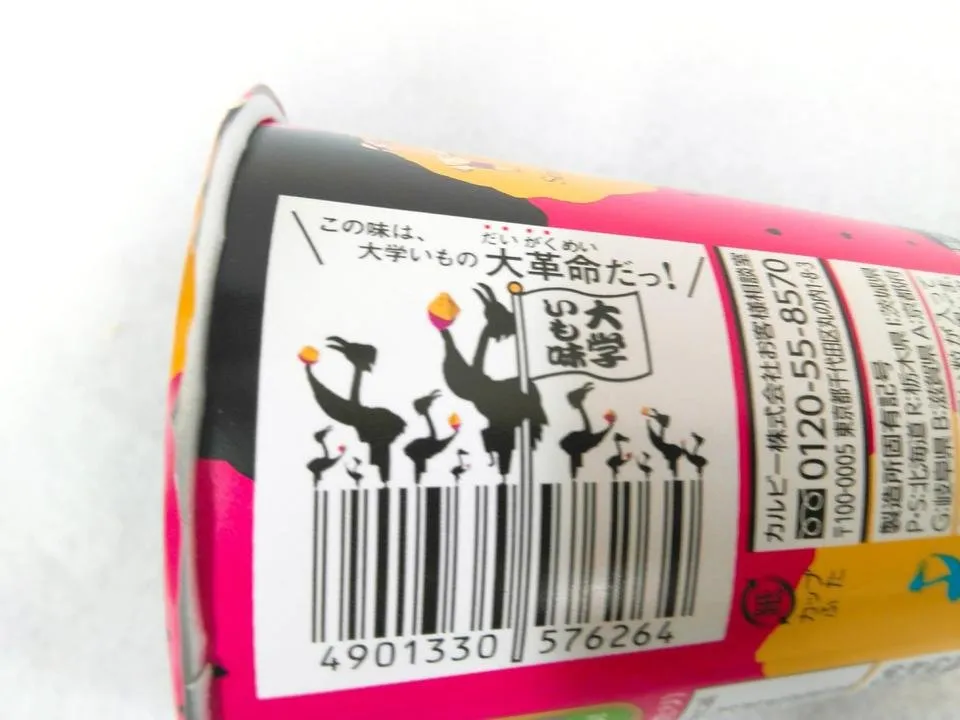 この味は、
大学いもの大革命だっ!
だいがくめい
大学
いも味
4901330 576264
カルビー株式会社お客様相談室
0120-55-8570
〒100-0005 東京都千代田区丸の内1-8-3
製造所固有記号
P・S:北海道 R:栃木県 I:茨城県
G:岐阜県 B:滋賀県 A:京都府
紙
カップ
ふた